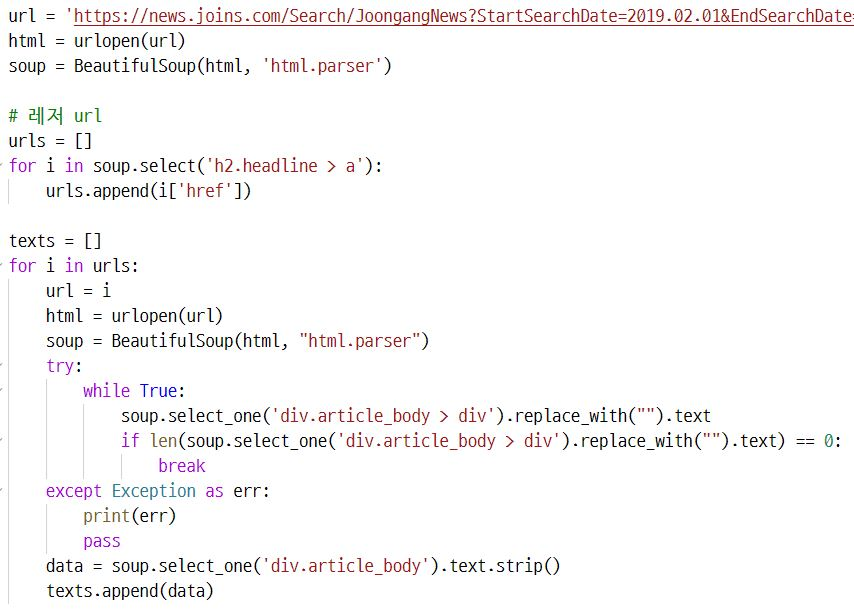 url = 'https://news.joins.com/Search/JoongangNews?StartSearchDate=2019.02.01&EndSearchDate=
html = urlopen(url)
soup = BeautifulSoup(html, 'html.parser')
# 레저 url
urls = []
for i in soup.select('h2.headline > a'):
    urls.append(i['href'])
texts = []
for i in urls:
    url = i
    html = urlopen(url)
    soup = BeautifulSoup(html, "html.parser")
    try:
        while True:
            soup.select_one('div.article_body > div').replace_with("").text
            if len(soup.select_one('div.article_body > div').replace_with("").text) == 0:
                break
    except Exception as err:
        print(err)
        pass
    data = soup.select_one('div.article_body').text.strip()
    texts.append(data)